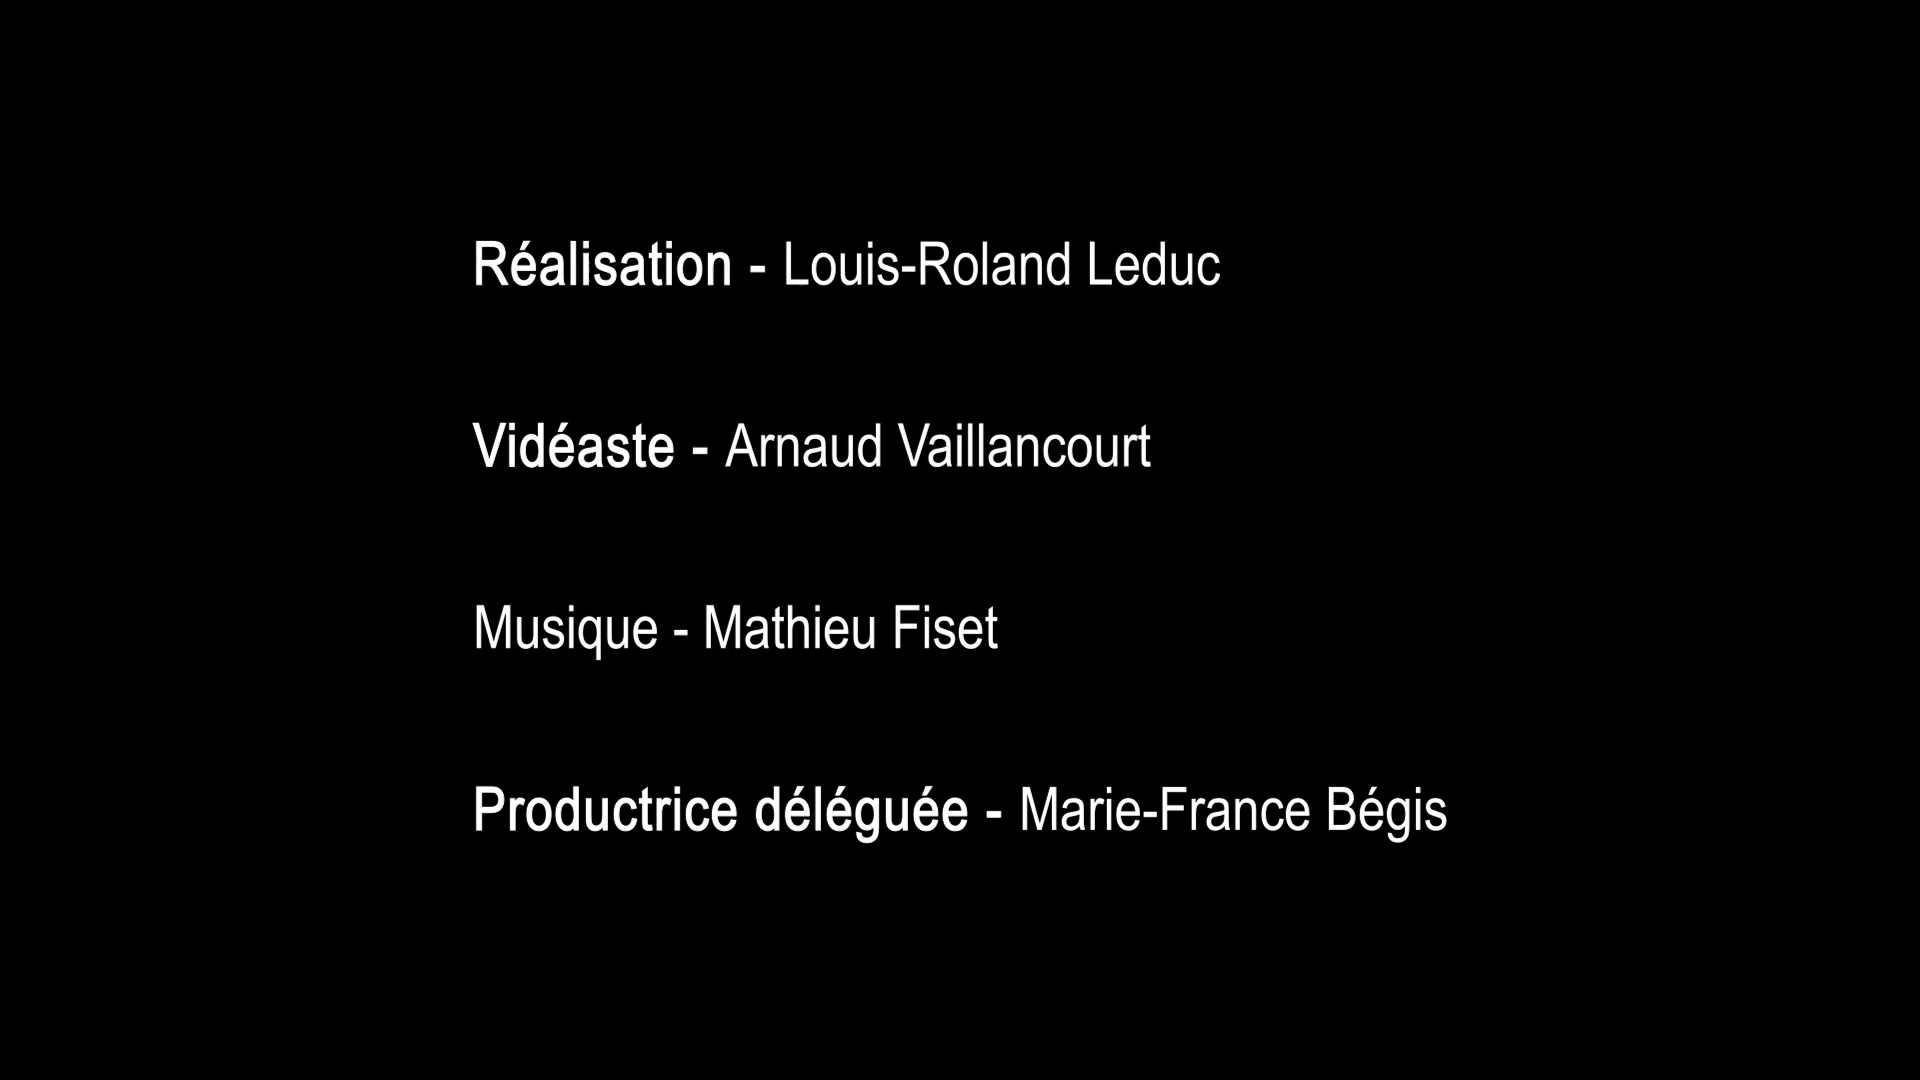 Réalisation - Louis-Roland Leduc
Vidéaste - Arnaud Vaillancourt
Musique - Mathieu Fiset
Productrice déléguée - Marie-France Bégis